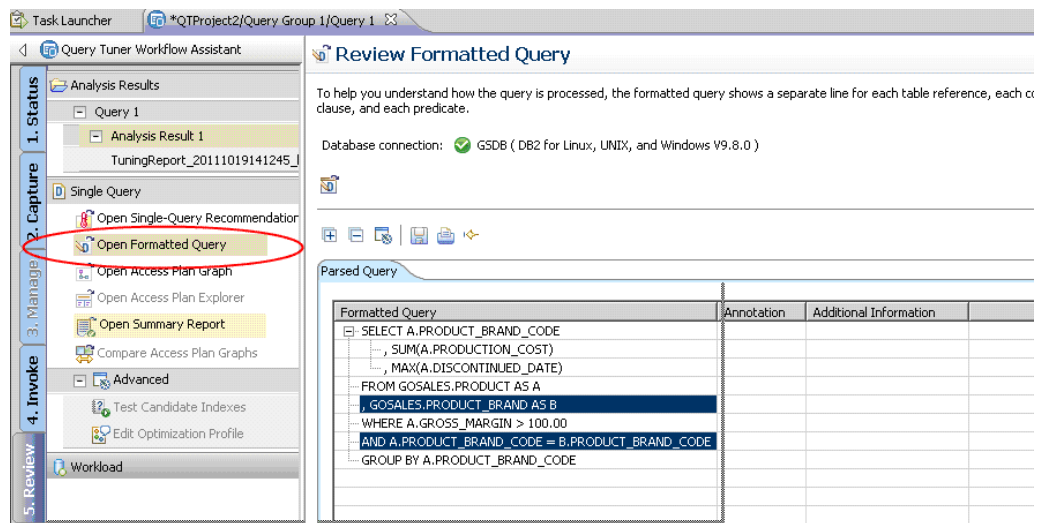 Task Launcher
*QTProject2/Query Group 1/Query 1
Query Tuner Workflow Assistant
1. Status
2. Capture
3. Manage
4. Invoke
5. Review
Analysis Results
Query 1
Analysis Result 1
TuningReport_20111019141245_
Single Query
Open Single-Query Recommendation
Open Formatted Query
Open Access Plan Graph
Open Access Plan Explorer
Open Summary Report
Compare Access Plan Graphs
Advanced
Test Candidate Indexes
Edit Optimization Profile
Workload
Review Formatted Query
To help you understand how the query is processed, the formatted query shows a separate line for each table reference, each co
clause, and each predicate.
Database connection: GSDB ( DB2 for Linux, UNIX, and Windows V9.8.0 )
Parsed Query
Formatted Query Annotation Additional Information
SELECT A.PRODUCT_BRAND_CODE
, SUM(A.PRODUCTION_COST)
, MAX(A.DISCONTINUED_DATE)
FROM GOSALES.PRODUCT AS A
, GOSALES.PRODUCT_BRAND AS B
WHERE A.GROSS_MARGIN > 100.00
AND A.PRODUCT_BRAND_CODE = B.PRODUCT_BRAND_CODE
GROUP BY A.PRODUCT_BRAND_CODE